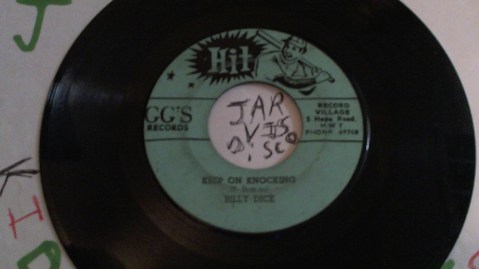 Hit
GG'S
RECORDS
JAR
VIS
DISCO
RECORD
VILLAGE
KEEP ON KNOCKING
BILLY DICE
J
K
H
D